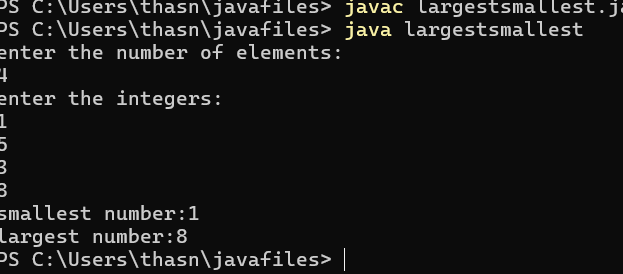 PS C:\Users\thasn\javafiles> javac largestsmallest.ja
PS C:\Users\thasn\javafiles> java largestsmallest
enter the number of elements:
4
enter the integers:
1
5
3
8
smallest number:1
largest number:8
PS C:\Users\thasn\javafiles>